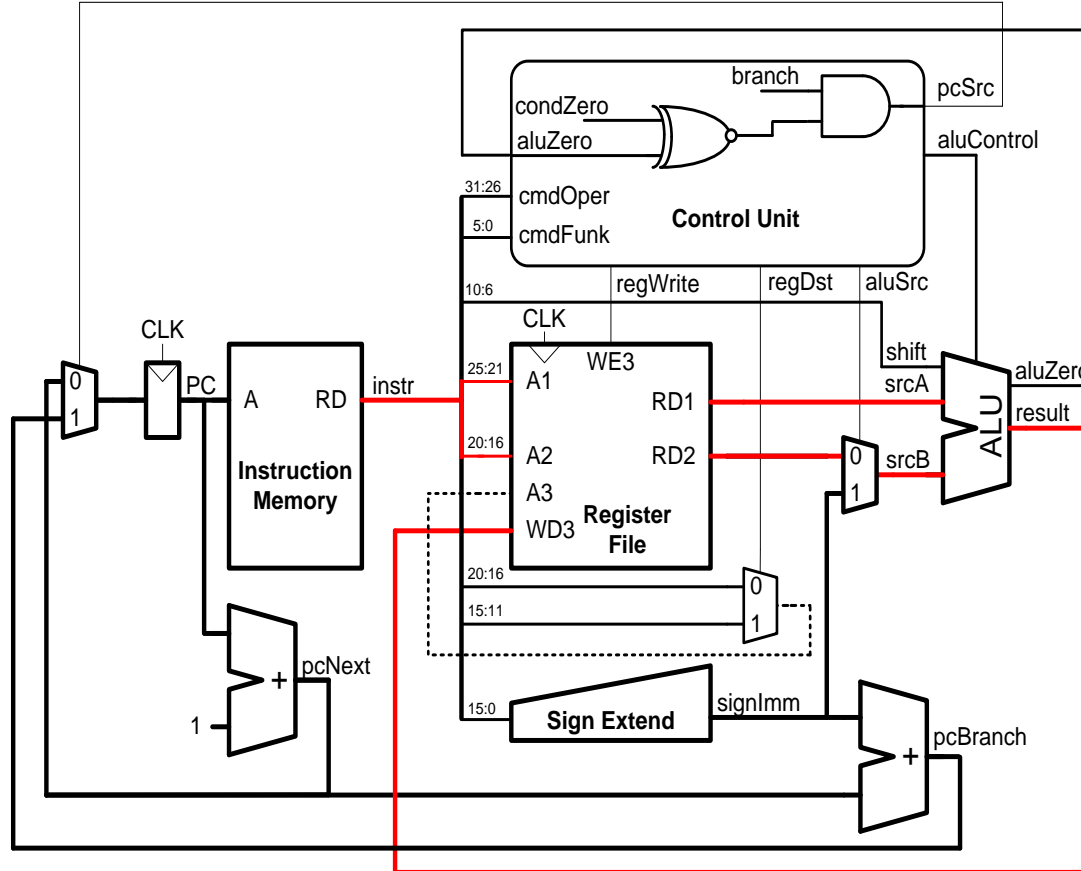 branch
pcSrc
condZero
aluZero
aluControl
31:26
cmdOper
5:0
cmdFunk
Control Unit
regWrite
regDst
aluSrc
10:6
CLK
CLK
shift
WE3
25:21
A1
srcA
aluZero
0
1
PC
A
RD
instr
RD1
result
ALU
20:16
A2
RD2
0
srcB
Instruction
Memory
A3
1
WD3
Register
File
20:16
0
15:11
1
pcNext
+
1
15:0
Sign Extend
signImm
pcBranch
+